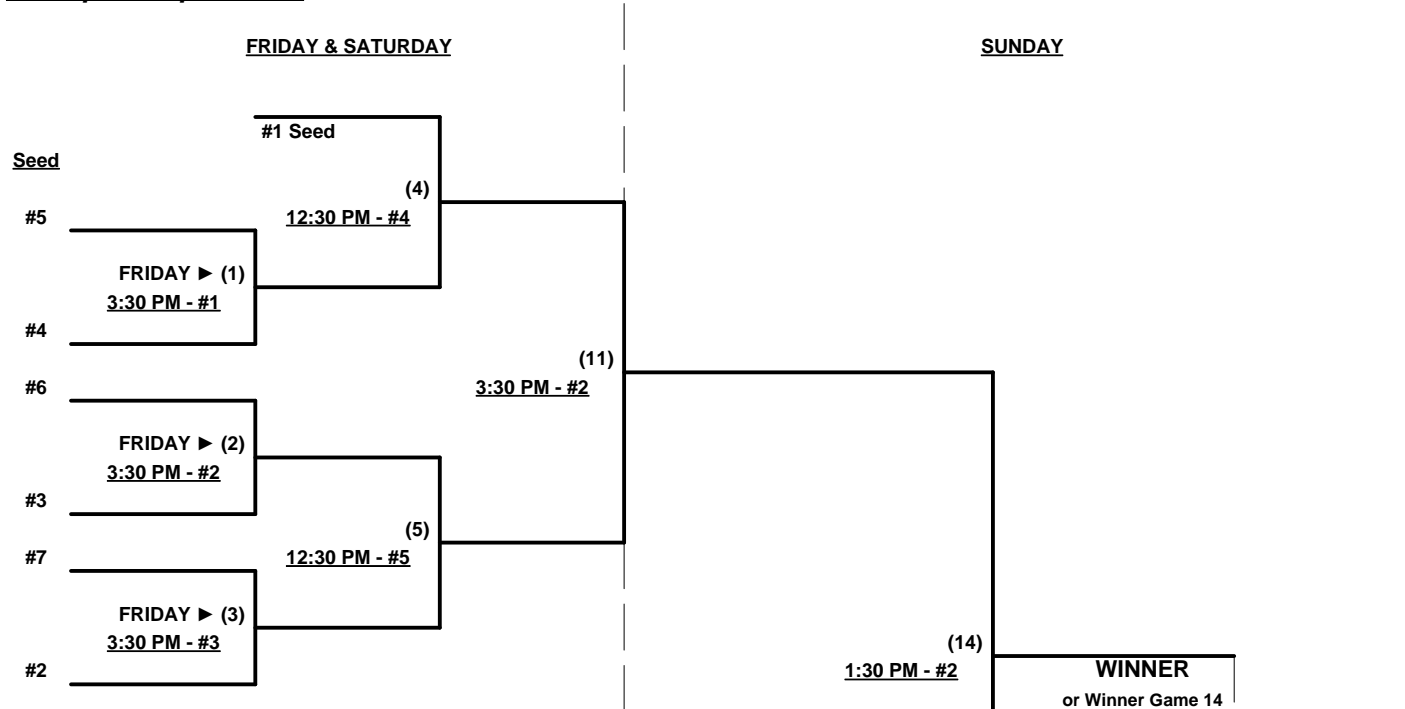 FRIDAY & SATURDAY
SUNDAY
#1 Seed
Seed
(4)
#5
12:30 PM - #4
FRIDAY ► (1)
3:30 PM - #1
#4
(11)
#6
3:30 PM - #2
FRIDAY ► (2)
3:30 PM - #2
#3
(5)
#7
12:30 PM - #5
FRIDAY ► (3)
3:30 PM - #3
(14)
#2
1:30 PM - #2
WINNER
or Winner Game 14